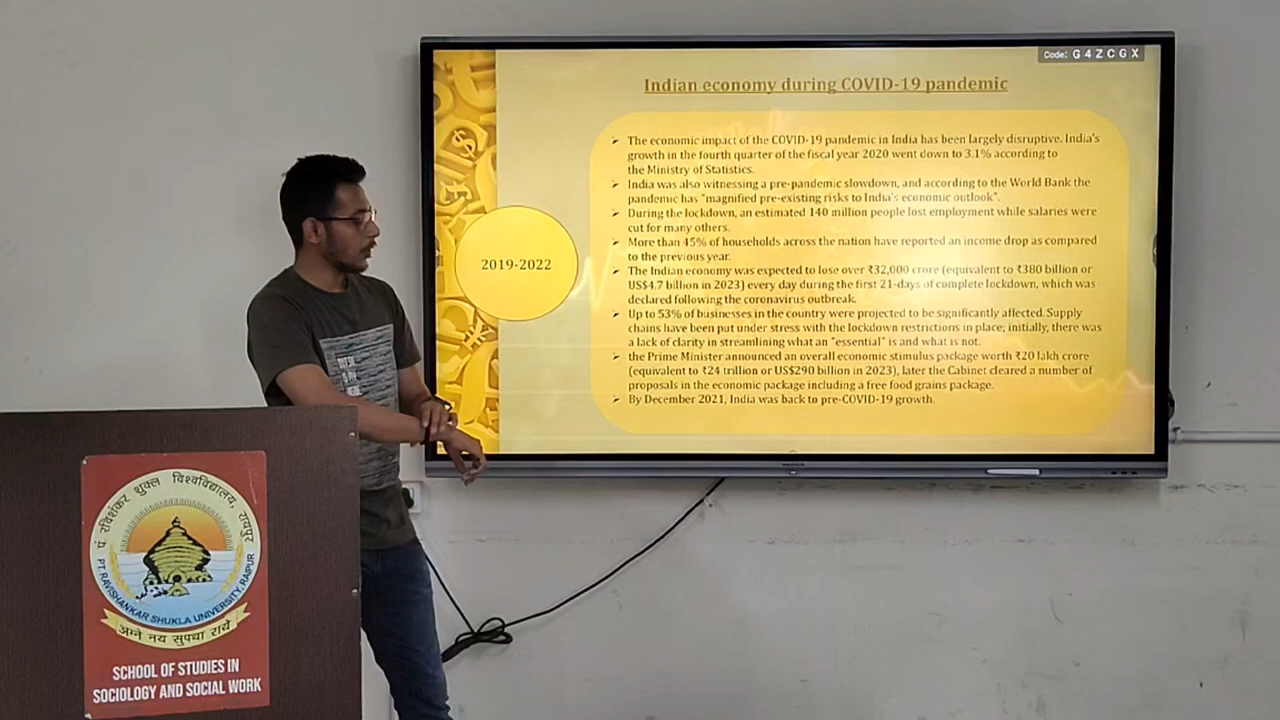 Code: G 4 Z C G X
Indian economy during COVID-19 pandemic
2019-2022
➢ The economic impact of the COVID-19 pandemic in India has been largely disruptive. India's
growth in the fourth quarter of the fiscal year 2020 went down to 3.1% according to
the Ministry of Statistics.
➢ India was also witnessing a pre-pandemic slowdown, and according to the World Bank the
pandemic has "magnified pre-existing risks to India's economic outlook".
➢ During the lockdown, an estimated 140 million people lost employment while salaries were
cut for many others.
➢ More than 45% of households across the nation have reported an income drop as compared
to the previous year.
➢ The Indian economy was expected to lose over ₹32,000 crore (equivalent to ₹380 billion or
US$4.7 billion in 2023) every day during the first 21-days of complete lockdown, which was
declared following the coronavirus outbreak.
➢ Up to 53% of businesses in the country were projected to be significantly affected. Supply
chains have been put under stress with the lockdown restrictions in place; initially, there was
a lack of clarity in streamlining what an "essential" is and what is not.
➢ the Prime Minister announced an overall economic stimulus package worth ₹20 lakh crore
(equivalent to ₹24 trillion or US$290 billion in 2023), later the Cabinet cleared a number of
proposals in the economic package including a free food grains package.
➢ By December 2021, India was back to pre-COVID-19 growth.
पं. रविशंकर शुक्ल विश्वविद्यालय, रायपुर
PT. RAVISHANKAR SHUKLA UNIVERSITY, RAIPUR
अग्ने नय सुपथा राये
SCHOOL OF STUDIES IN
SOCIOLOGY AND SOCIAL WORK